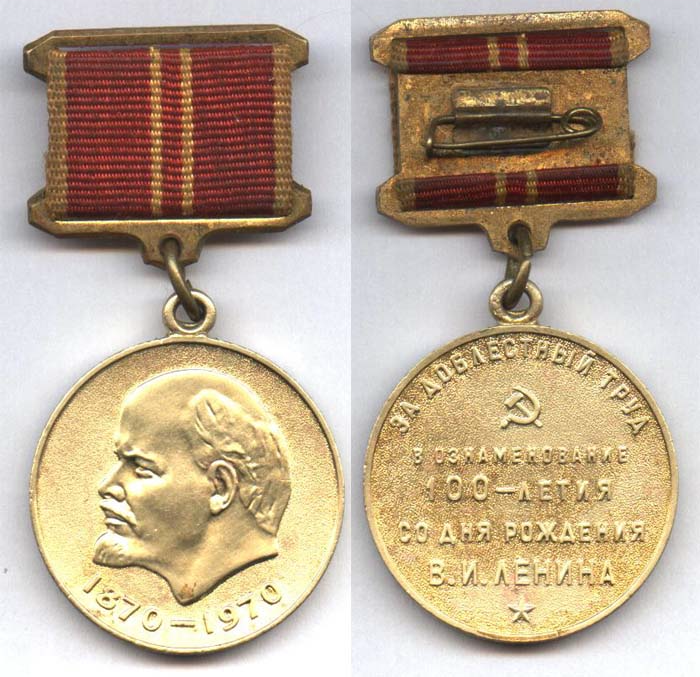 1870–1970
ЗА ДОБЛЕСТНЫЙ ТРУД
В ОЗНАМЕНОВАНИЕ
100–ЛЕТИЯ
СО ДНЯ РОЖДЕНИЯ
В.И. ЛЕНИНА